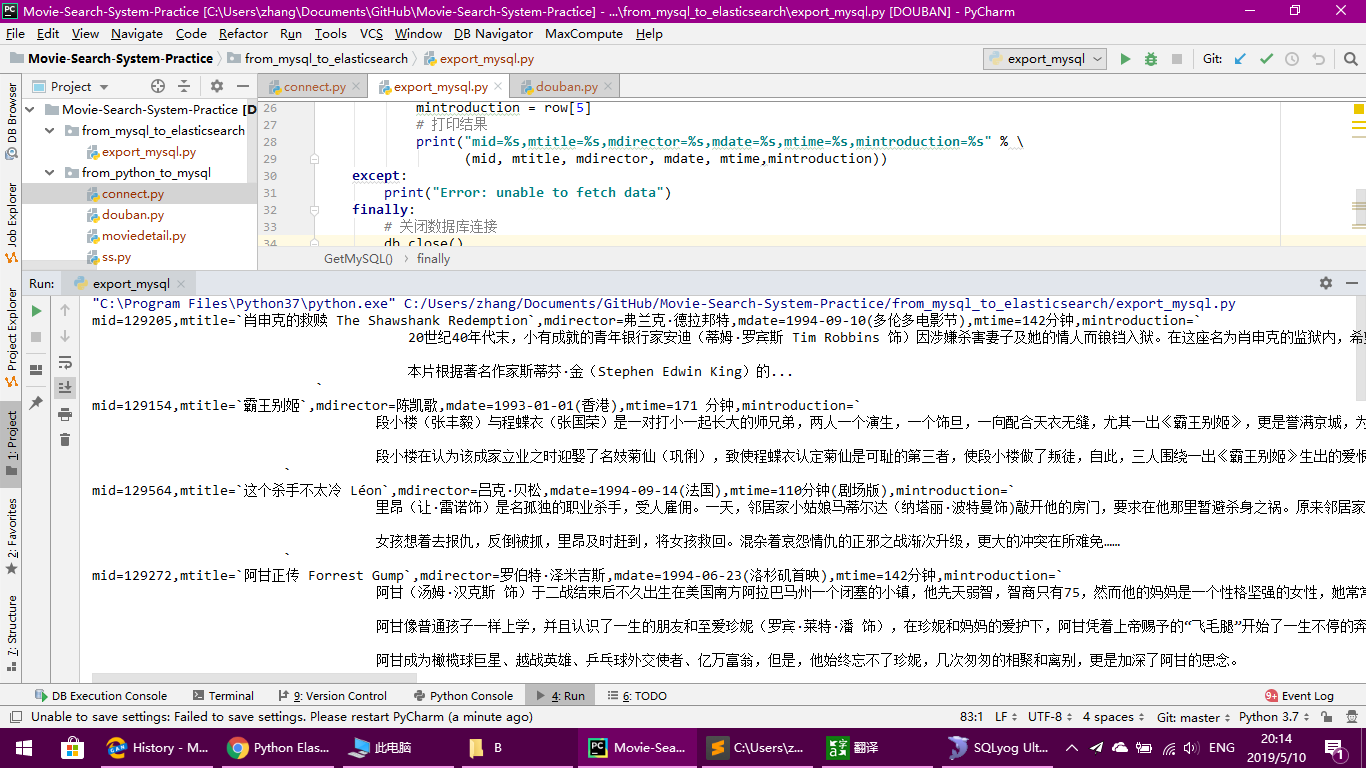 Movie-Search-System-Practice [C:\Users\zhang\Documents\GitHub\Movie-Search-System-Practice] - ...\from_mysql_to_elasticsearch\export_mysql.py [DOUBAN] - PyCharm
File Edit View Navigate Code Refactor Run Tools VCS Window DB Navigator MaxCompute Help
Movie-Search-System-Practice from_mysql_to_elasticsearch export_mysql.py export_mysql Git:
Project connect.py export_mysql.py douban.py
DB Browser
Job Explorer
Project Explorer
1: Project
2: Favorites
7: Structure
Movie-Search-System-Practice [D
from_mysql_to_elasticsearch
export_mysql.py
from_python_to_mysql
connect.py
douban.py
moviedetail.py
ss.py
26 mintroduction = row[5]
27 # 打印结果
28 print("mid=%s,mtitle=%s,mdirector=%s,mdate=%s,mtime=%s,mintroduction=%s" % \
29 (mid, mtitle, mdirector, mdate, mtime,mintroduction))
30 except:
31 print("Error: unable to fetch data")
32 finally:
33 # 关闭数据库连接
34 db.close()
GetMySQL() finally
Run: export_mysql
"C:\Program Files\Python37\python.exe" C:/Users/zhang/Documents/GitHub/Movie-Search-System-Practice/from_mysql_to_elasticsearch/export_mysql.py
mid=129205,mtitle=`肖申克的救赎 The Shawshank Redemption`,mdirector=弗兰克·德拉邦特,mdate=1994-09-10(多伦多电影节),mtime=142分钟,mintroduction=`
20世纪40年代末，小有成就的青年银行家安迪（蒂姆·罗宾斯 Tim Robbins 饰）因涉嫌杀害妻子及她的情人而锒铛入狱。在这座名为肖申克的监狱内，希
本片根据著名作家斯蒂芬·金（Stephen Edwin King）的...
`
mid=129154,mtitle=`霸王别姬`,mdirector=陈凯歌,mdate=1993-01-01(香港),mtime=171 分钟,mintroduction=`
段小楼（张丰毅）与程蝶衣（张国荣）是一对打小一起长大的师兄弟，两人一个演生，一个饰旦，一向配合天衣无缝，尤其一出《霸王别姬》，更是誉满京城，为
段小楼在认为该成家立业之时迎娶了名妓菊仙（巩俐），致使程蝶衣认定菊仙是可耻的第三者，使段小楼做了叛徒，自此，三人围绕一出《霸王别姬》生出的爱恨
`
mid=129564,mtitle=`这个杀手不太冷 Léon`,mdirector=吕克·贝松,mdate=1994-09-14(法国),mtime=110分钟(剧场版),mintroduction=`
里昂（让·雷诺饰）是名孤独的职业杀手，受人雇佣。一天，邻居家小姑娘马蒂尔达（纳塔丽·波特曼饰)敲开他的房门，要求在他那里暂避杀身之祸。原来邻居家
女孩想着去报仇，反倒被抓，里昂及时赶到，将女孩救回。混杂着哀怨情仇的正邪之战渐次升级，更大的冲突在所难免……
`
mid=129272,mtitle=`阿甘正传 Forrest Gump`,mdirector=罗伯特·泽米吉斯,mdate=1994-06-23(洛杉矶首映),mtime=142分钟,mintroduction=`
阿甘（汤姆·汉克斯 饰）于二战结束后不久出生在美国南方阿拉巴马州一个闭塞的小镇，他先天弱智，智商只有75，然而他的妈妈是一个性格坚强的女性，她常常
阿甘像普通孩子一样上学，并且认识了一生的朋友和至爱珍妮（罗宾·莱特·潘 饰），在珍妮和妈妈的爱护下，阿甘凭着上帝赐予的“飞毛腿”开始了一生不停的奔
阿甘成为橄榄球巨星、越战英雄、乒乓球外交使者、亿万富翁，但是，他始终忘不了珍妮，几次匆匆的相聚和离别，更是加深了阿甘的思念。
DB Execution Console Terminal 9: Version Control Python Console 4: Run 6: TODO 9+ Event Log
Unable to save settings: Failed to save settings. Please restart PyCharm (a minute ago) 83:1 LF UTF-8 4 spaces Git: master Python 3.7
History - M... Python Elas... 此电脑 B Movie-Sea... C:\Users\z... 翻译 SQLyog Ult... ENG 20:14
2019/5/10 1